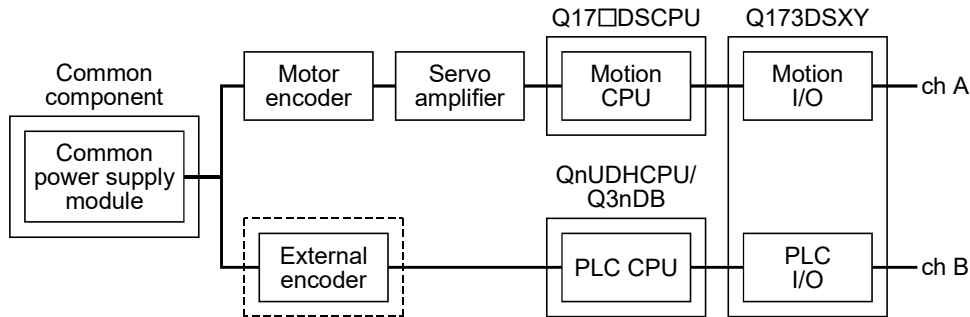 Q17□DSCPU
Q173DSXY
Common
component
Motor
encoder
Servo
amplifier
Motion
CPU
Motion
I/O
ch A
Common
power supply
module
QnUDHCPU/
Q3nDB
External
encoder
PLC CPU
PLC
I/O
ch B